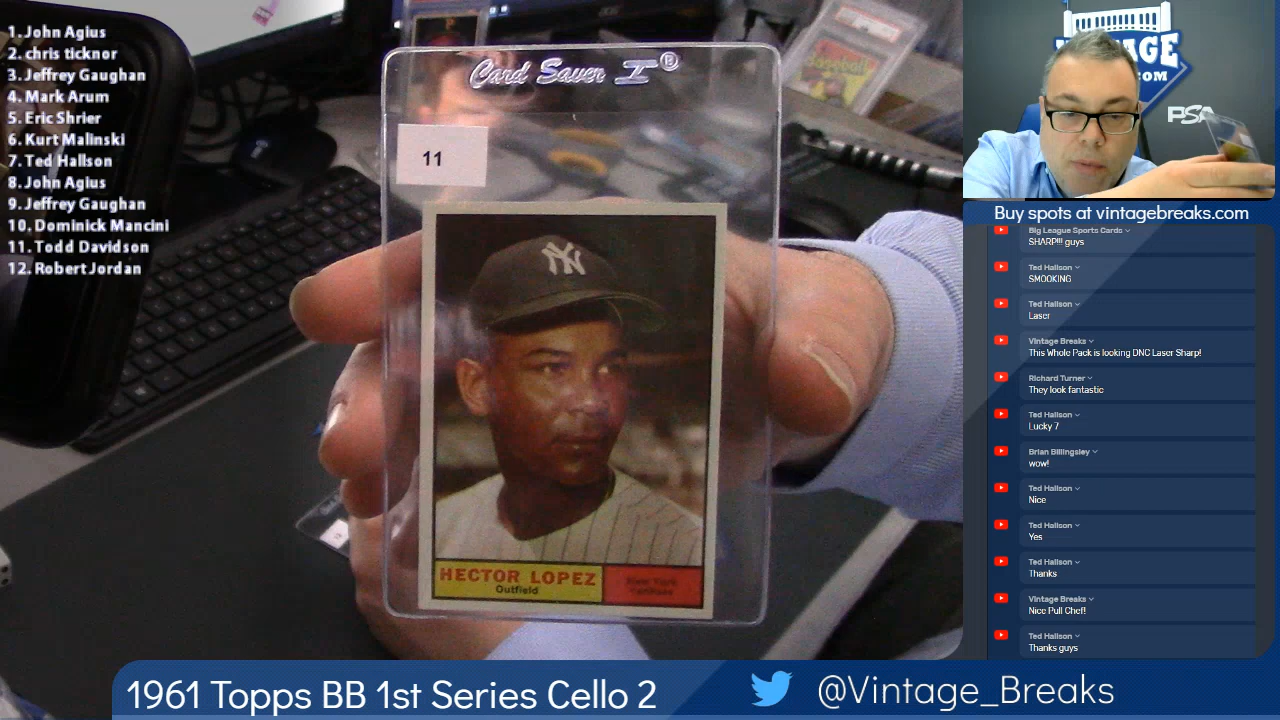 1. John Agius
2. chris ticknor
3. Jeffrey Gaughan
4. Mark Arum
5. Eric Shrier
6. Kurt Malinski
7. Ted Hallson
8. John Agius
9. Jeffrey Gaughan
10. Dominick Mancini
11. Todd Davidson
12. Robert Jordan
Card Saver I®
11
NY
HECTOR LOPEZ
Outfield
New York
Yankees
PSA
Buy spots at vintagebreaks.com
Big League Sports Cards
SHARP!!! guys
Ted Hallson
SMOOKING
Ted Hallson
Laser
Vintage Breaks
This Whole Pack is looking DNC Laser Sharp!
Richard Turner
They look fantastic
Ted Hallson
Lucky 7
Brian Billingsley
wow!
Ted Hallson
Nice
Ted Hallson
Yes
Ted Hallson
Thanks
Vintage Breaks
Nice Pull Chef!
Ted Hallson
Thanks guys
1961 Topps BB 1st Series Cello 2
@Vintage_Breaks